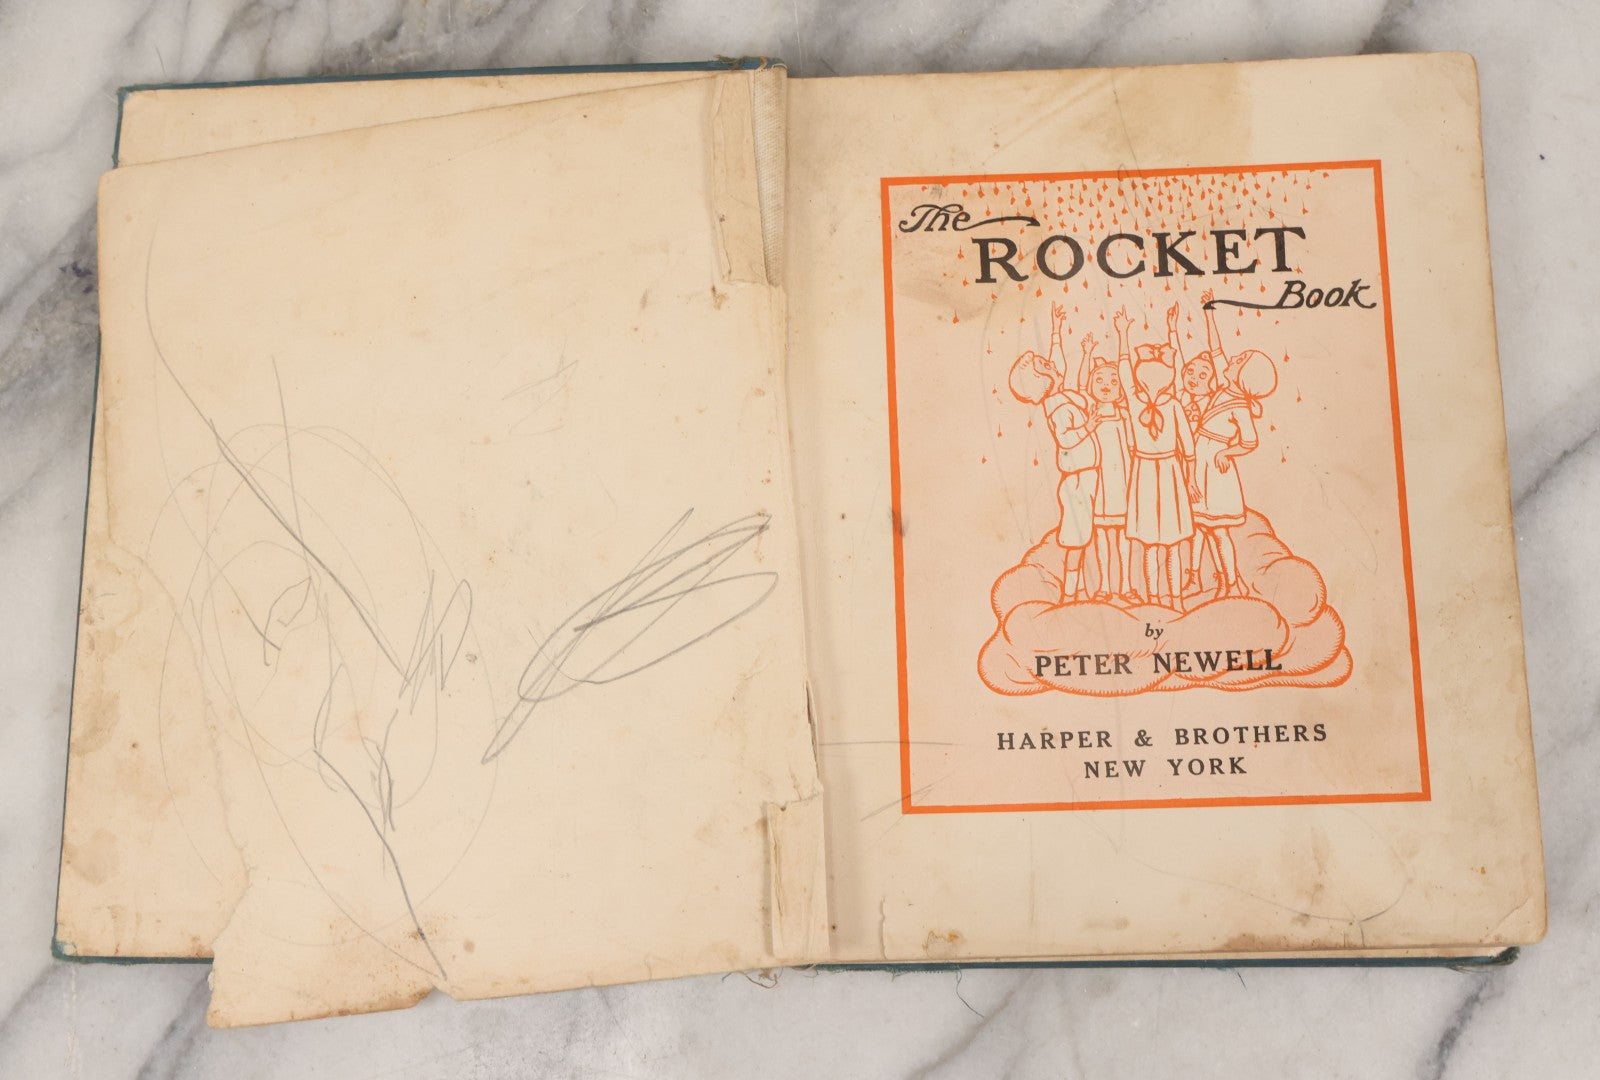 The
ROCKET
Book
by
PETER NEWELL
HARPER & BROTHERS
NEW YORK